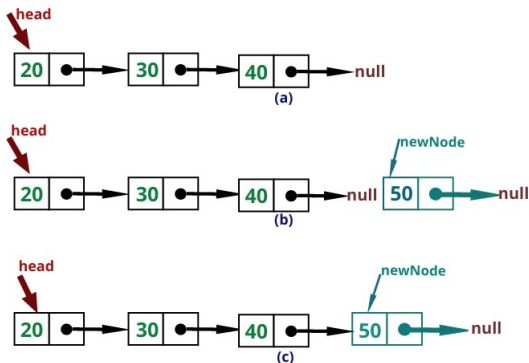 head
20 30 40 null
(a)
head newNode
20 30 40 null 50 null
(b)
head newNode
20 30 40 50 null
(c)